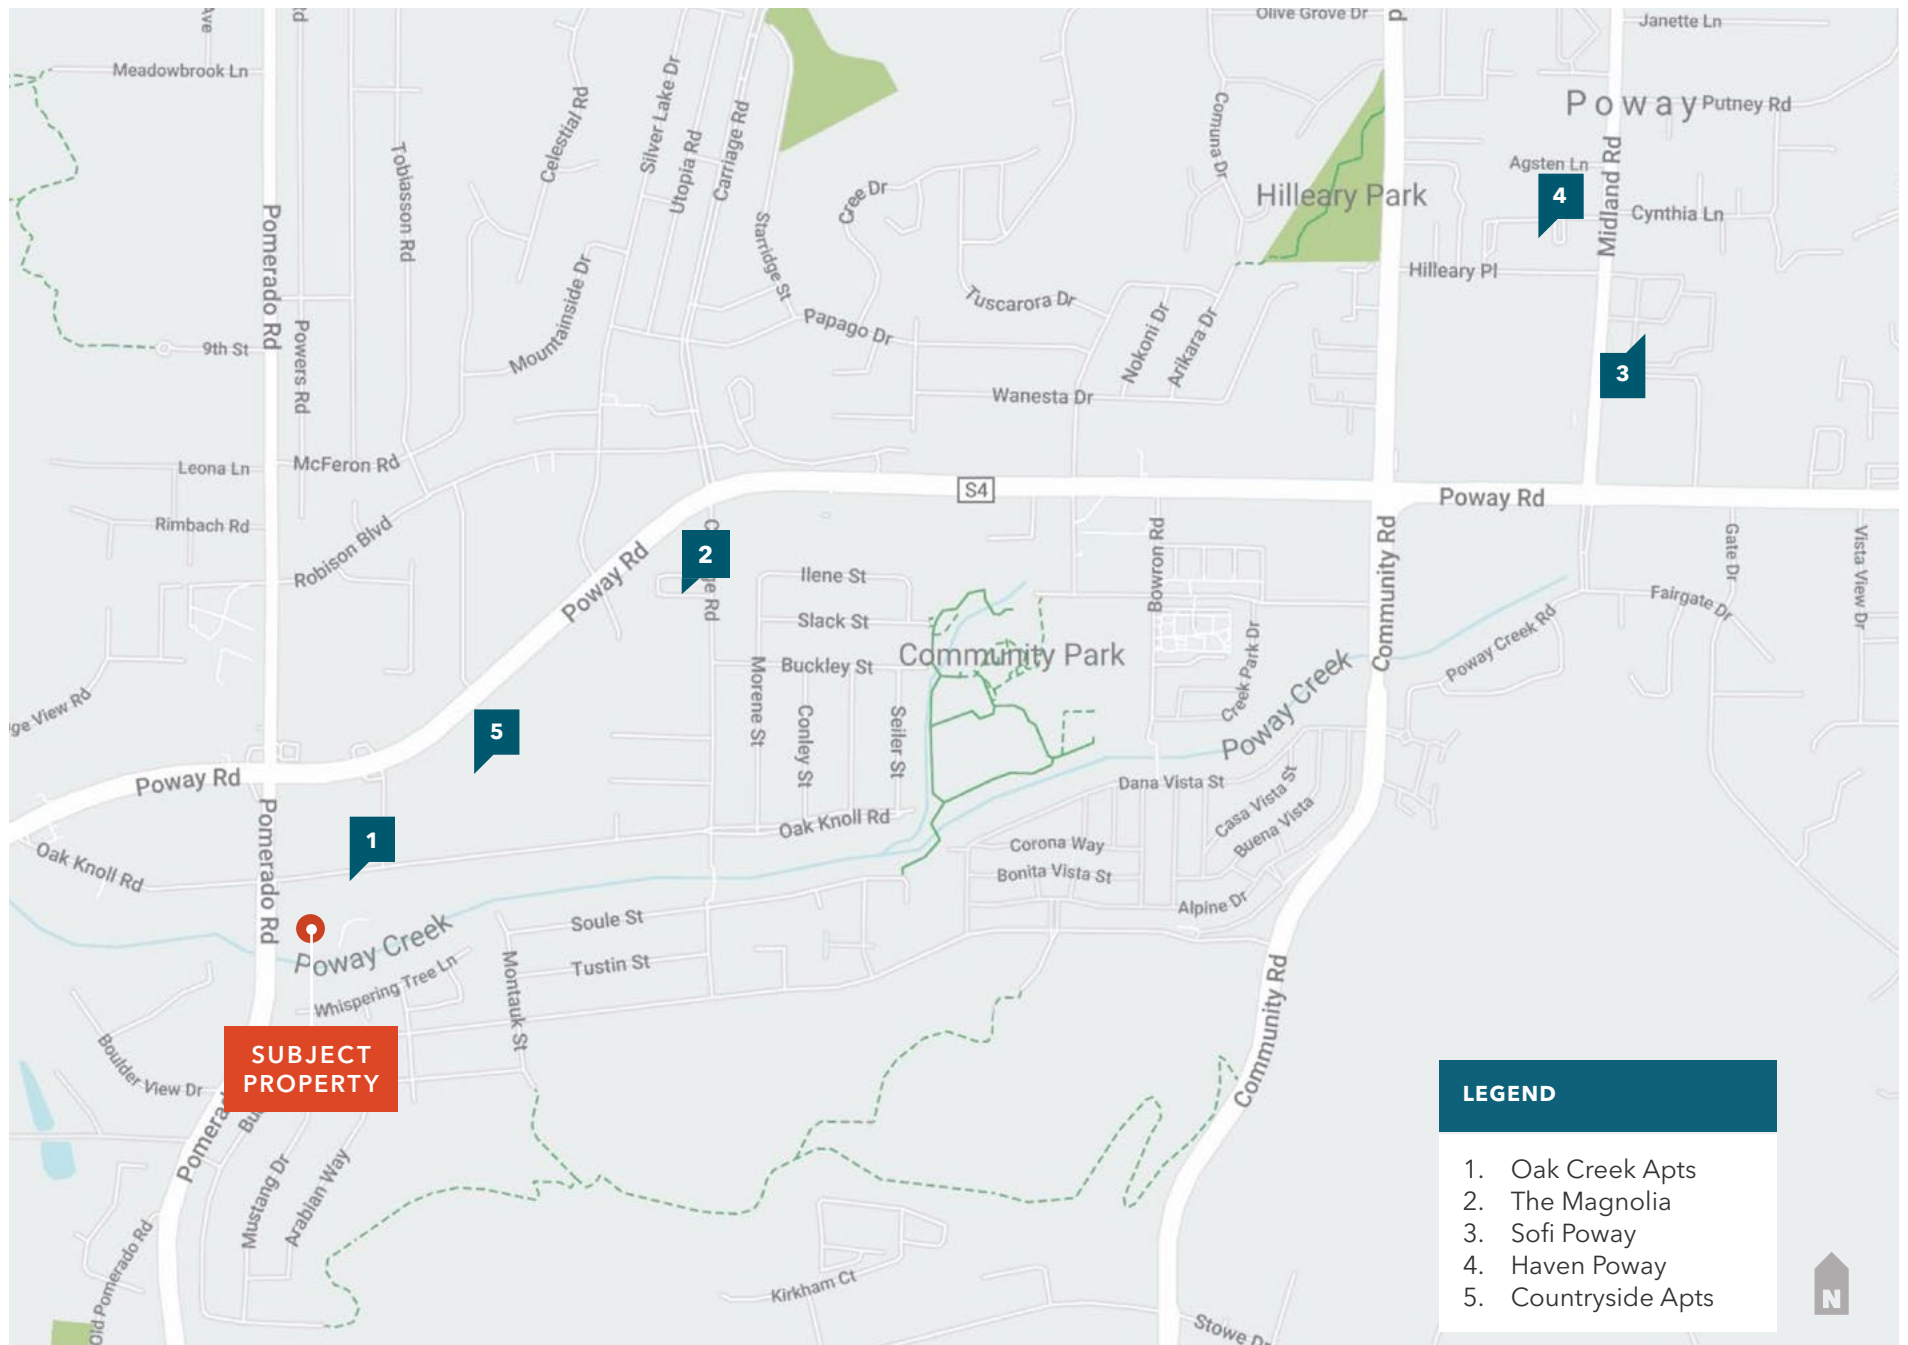 Olive Grove Dr
Janette Ln
Meadowbrook Ln
Poway
Putney Rd
Celestial Rd
Silver Lake Dr
Utopia Rd
Carriage Rd
Comuna Dr
Midland Rd
Agsten Ln
Tobiasson Rd
Cree Dr
Hilleary Park
4
Cynthia Ln
Pomerado Rd
Starridge St
Mountainside Dr
Hilleary Pl
Tuscarora Dr
Papago Dr
Nokoni Dr
Arikara Dr
9th St
Powers Rd
3
Wanesta Dr
Leona Ln
McFeron Rd
S4
Poway Rd
Rimbach Rd
Robison Blvd
Poway Rd
2
Bowron Rd
Community Rd
Gate Dr
Vista View Dr
Ilene St
Slack St
Buckley St
Community Park
Fairgate Dr
Poway Creek Rd
Creek Park Dr
Poway Creek
Morene St
Conley St
Seiler St
5
Poway Rd
Dana Vista St
Casa Vista St
Buena Vista
Oak Knoll Rd
1
Oak Knoll Rd
Pomerado Rd
Corona Way
Bonita Vista St
Alpine Dr
Soule St
Poway Creek
Tustin St
Whispering Tree Ln
Montauk St
Community Rd
SUBJECT
PROPERTY
Boulder View Dr
Mustang Dr
Arabian Way
Old Pomerado Rd
Kirkham Ct
Stowe Dr
LEGEND
1. Oak Creek Apts
2. The Magnolia
3. Sofi Poway
4. Haven Poway
5. Countryside Apts
N